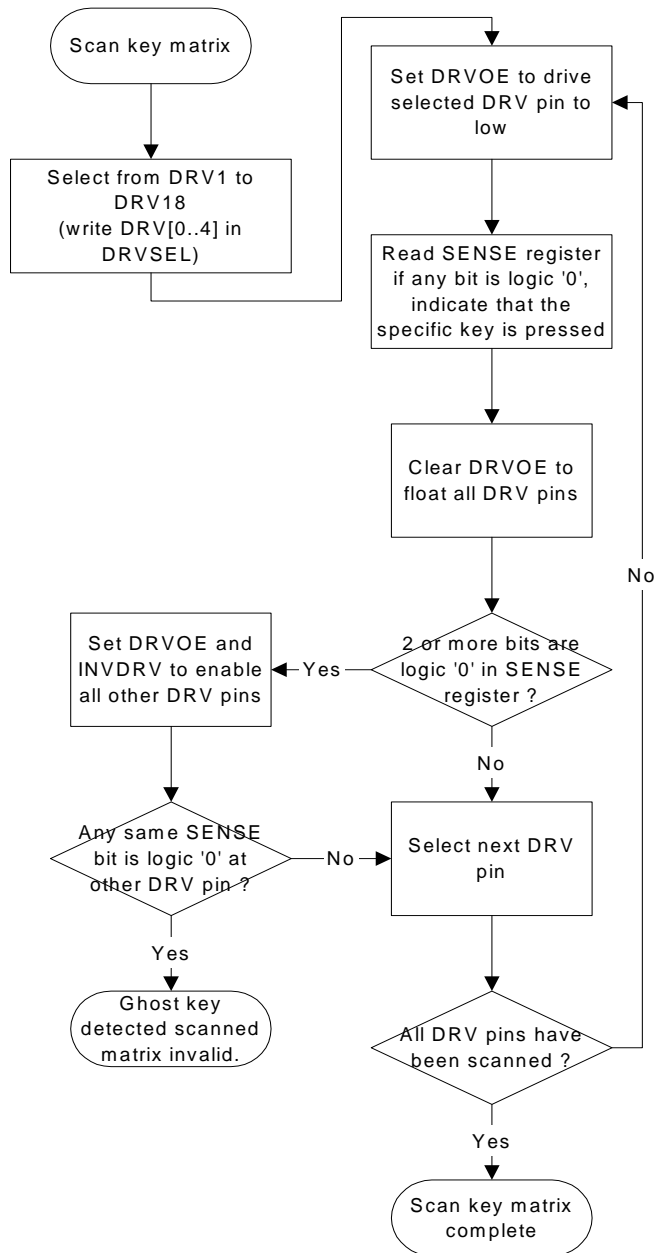 Scan key matrix
Select from DRV1 to
DRV18
(write DRV[0..4] in
DRVSEL)
Set DRVOE to drive
selected DRV pin to
low
Read SENSE register
if any bit is logic '0',
indicate that the
specific key is pressed
Clear DRVOE to
float all DRV pins
No
2 or more bits are
logic '0' in SENSE
register ?
Yes
Set DRVOE and
INVDRV to enable
all other DRV pins
No
Any same SENSE
bit is logic '0' at
other DRV pin ?
No
Select next DRV
pin
Yes
Ghost key
detected scanned
matrix invalid.
All DRV pins have
been scanned ?
Yes
Scan key matrix
complete